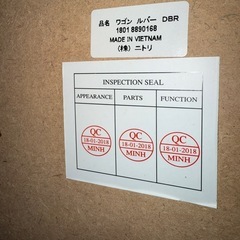 品名 ワゴン ルバー DBR
1801 8890168
MADE IN VIETNAM
(株) ニトリ
INSPECTION SEAL
APPEARANCE PARTS FUNCTION
QC QC QC
18-01-2018 18-01-2018 18-01-2018
MINH MINH MINH